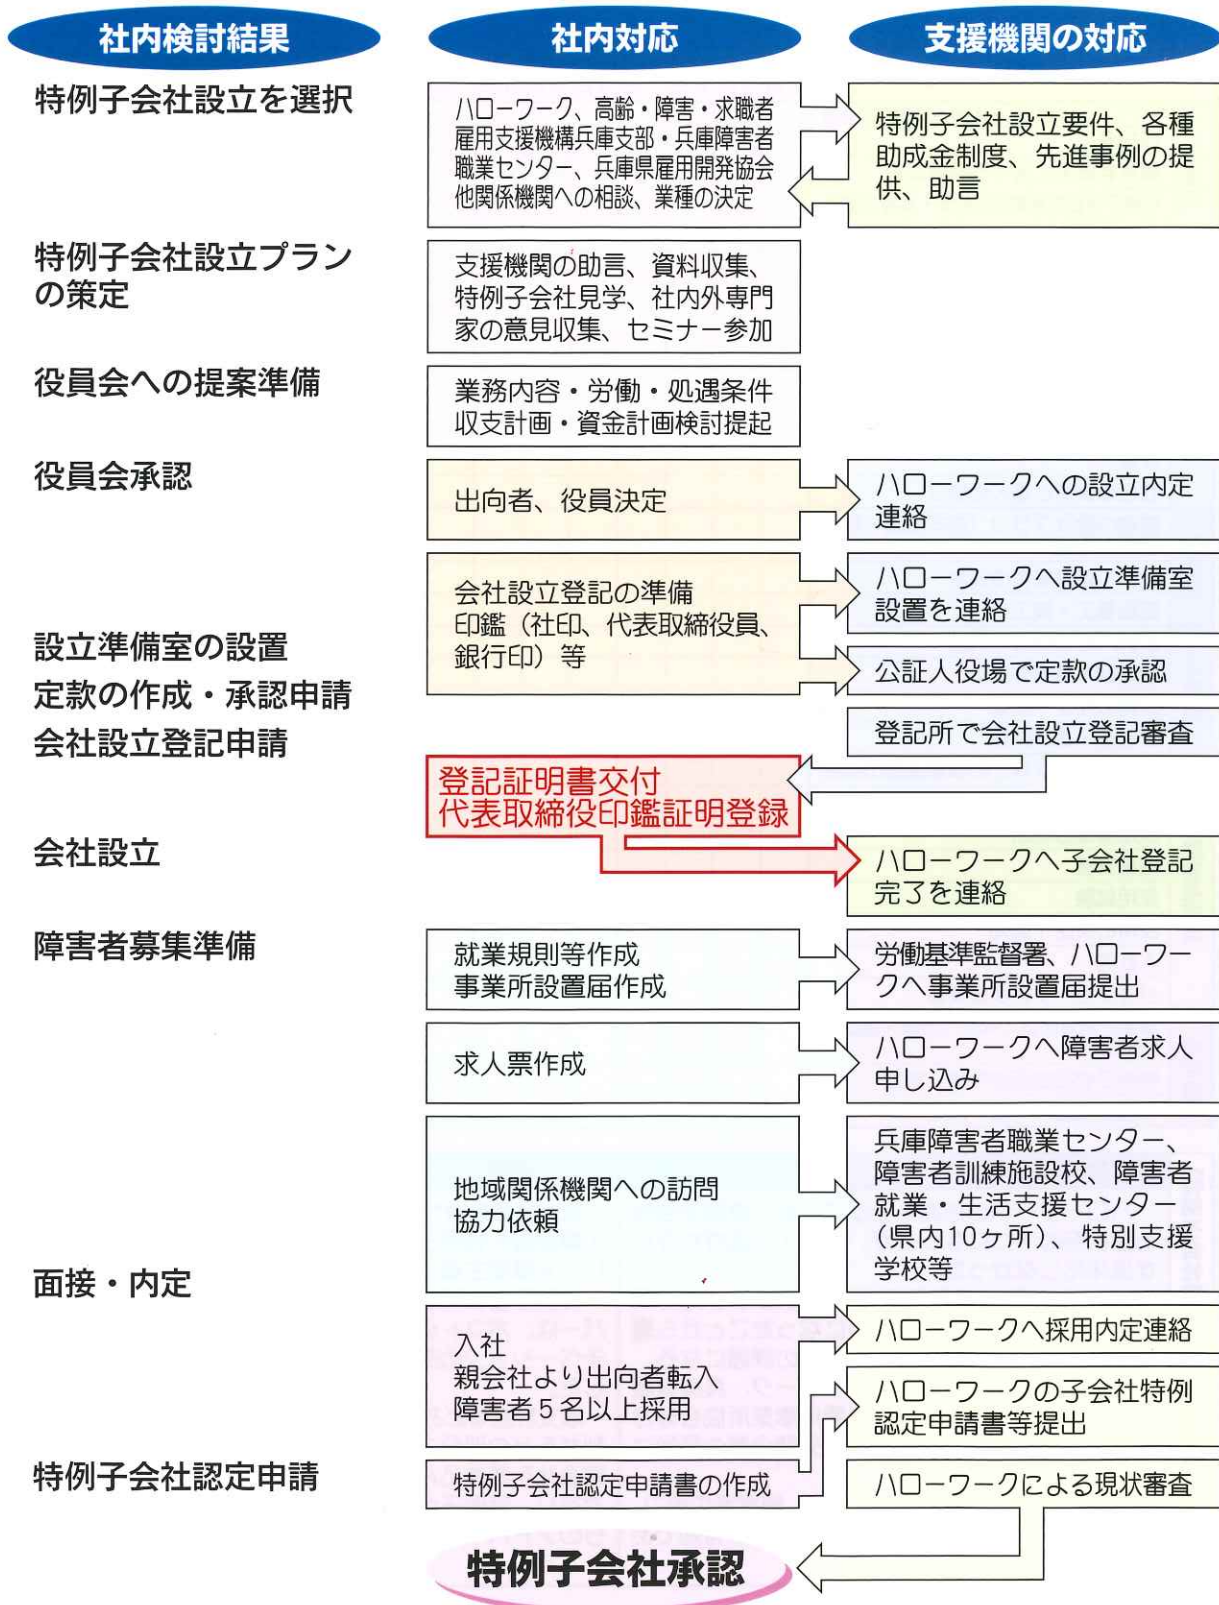 社内検討結果
社内対応
支援機関の対応
特例子会社設立を選択
ハローワーク、高齢・障害・求職者
雇用支援機構兵庫支部・兵庫障害者
職業センター、兵庫県雇用開発協会
他関係機関への相談、業種の決定
特例子会社設立要件、各種
助成金制度、先進事例の提
供、助言
特例子会社設立プラン
の策定
支援機関の助言、資料収集、
特例子会社見学、社内外専門
家の意見収集、セミナー参加
役員会への提案準備
業務内容・労働・処遇条件
収支計画・資金計画検討提起
役員会承認
出向者、役員決定
ハローワークへの設立内定
連絡
会社設立登記の準備
印鑑（社印、代表取締役員、
銀行印）等
ハローワークへ設立準備室
設置を連絡
設立準備室の設置
定款の作成・承認申請
公証人役場で定款の承認
会社設立登記申請
登記所で会社設立登記審査
登記証明書交付
代表取締役印鑑証明登録
会社設立
ハローワークへ子会社登記
完了を連絡
障害者募集準備
就業規則等作成
事業所設置届作成
労働基準監督署、ハローワー
クへ事業所設置届提出
求人票作成
ハローワークへ障害者求人
申し込み
地域関係機関への訪問
協力依頼
兵庫障害者職業センター、
障害者訓練施設校、障害者
就業・生活支援センター
（県内10ヶ所）、特別支援
学校等
面接・内定
入社
親会社より出向者転入
障害者５名以上採用
ハローワークへ採用内定連絡
ハローワークの子会社特例
認定申請書等提出
特例子会社認定申請
特例子会社認定申請書の作成
ハローワークによる現状審査
特例子会社承認